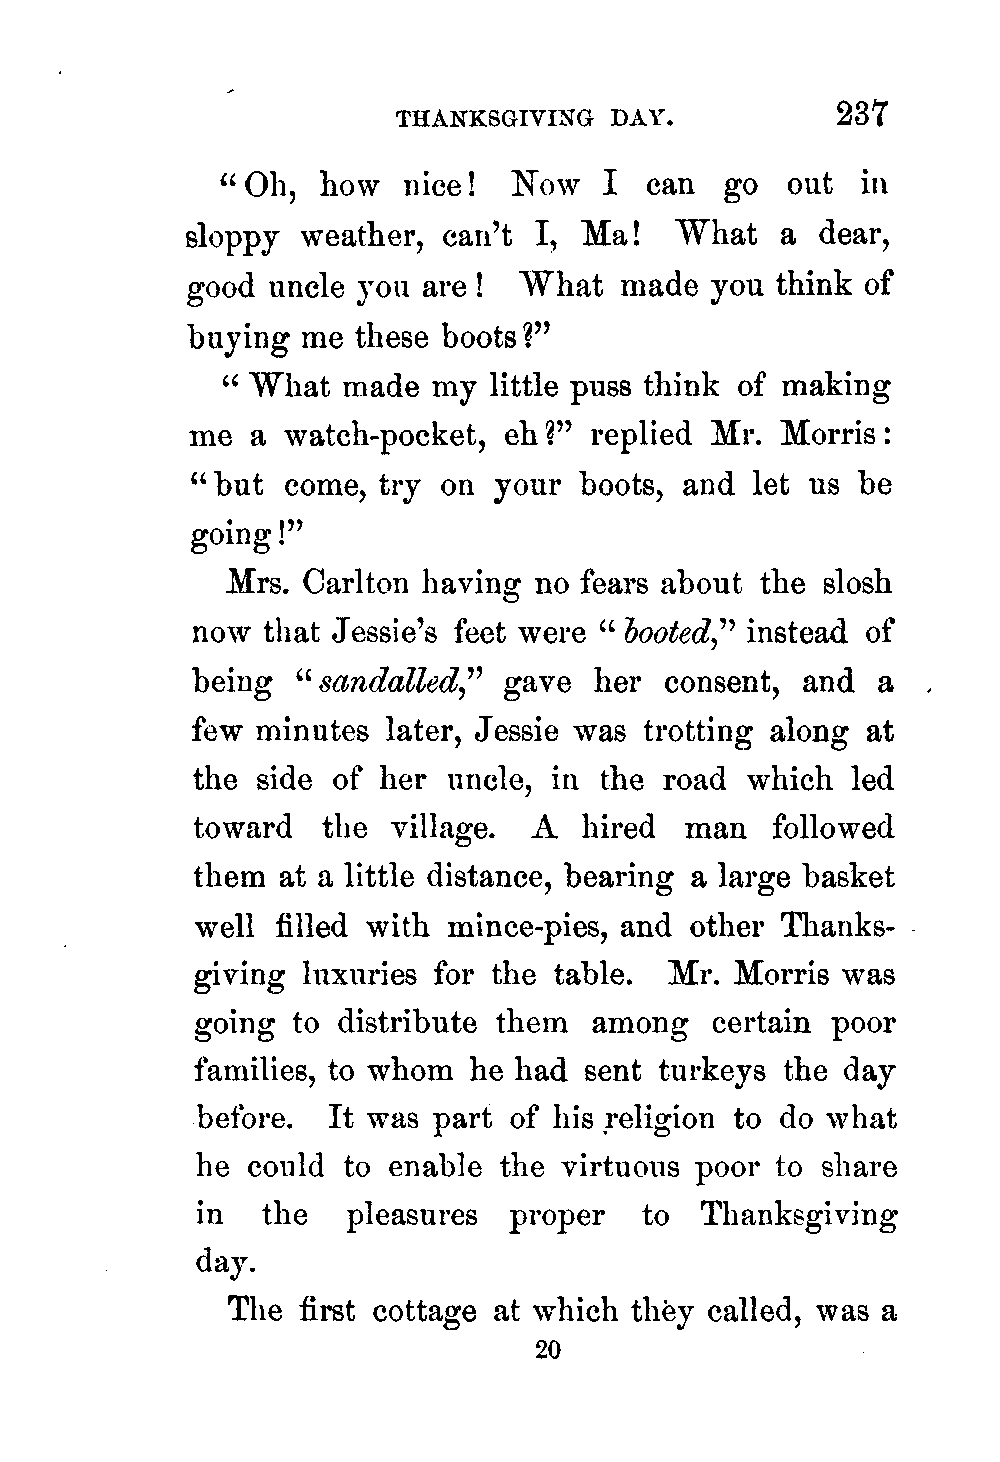 THANKSGIVING DAY. 237
“Oh, how nice! Now I can go out in
sloppy weather, can’t I, Ma! What a dear,
good uncle you are! What made you think of
buying me these boots?”
“What made my little puss think of making
me a watch-pocket, eh?” replied Mr. Morris:
“but come, try on your boots, and let us be
going!”
Mrs. Carlton having no fears about the slosh
now that Jessie’s feet were “booted,” instead of
being “sandalled,” gave her consent, and a
few minutes later, Jessie was trotting along at
the side of her uncle, in the road which led
toward the village. A hired man followed
them at a little distance, bearing a large basket
well filled with mince-pies, and other Thanks-
giving luxuries for the table. Mr. Morris was
going to distribute them among certain poor
families, to whom he had sent turkeys the day
before. It was part of his religion to do what
he could to enable the virtuous poor to share
in the pleasures proper to Thanksgiving
day.
The first cottage at which they called, was a
20